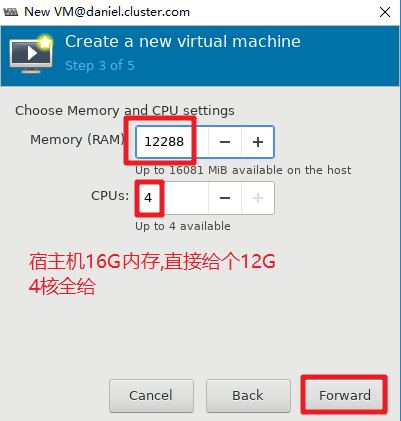 New VM@daniel.cluster.com
Create a new virtual machine
Step 3 of 5
Choose Memory and CPU settings
Memory (RAM) 12288
Up to 16081 MiB available on the host
CPUs: 4
Up to 4 available
宿主机16G内存,直接给个12G
4核全给
Cancel Back Forward